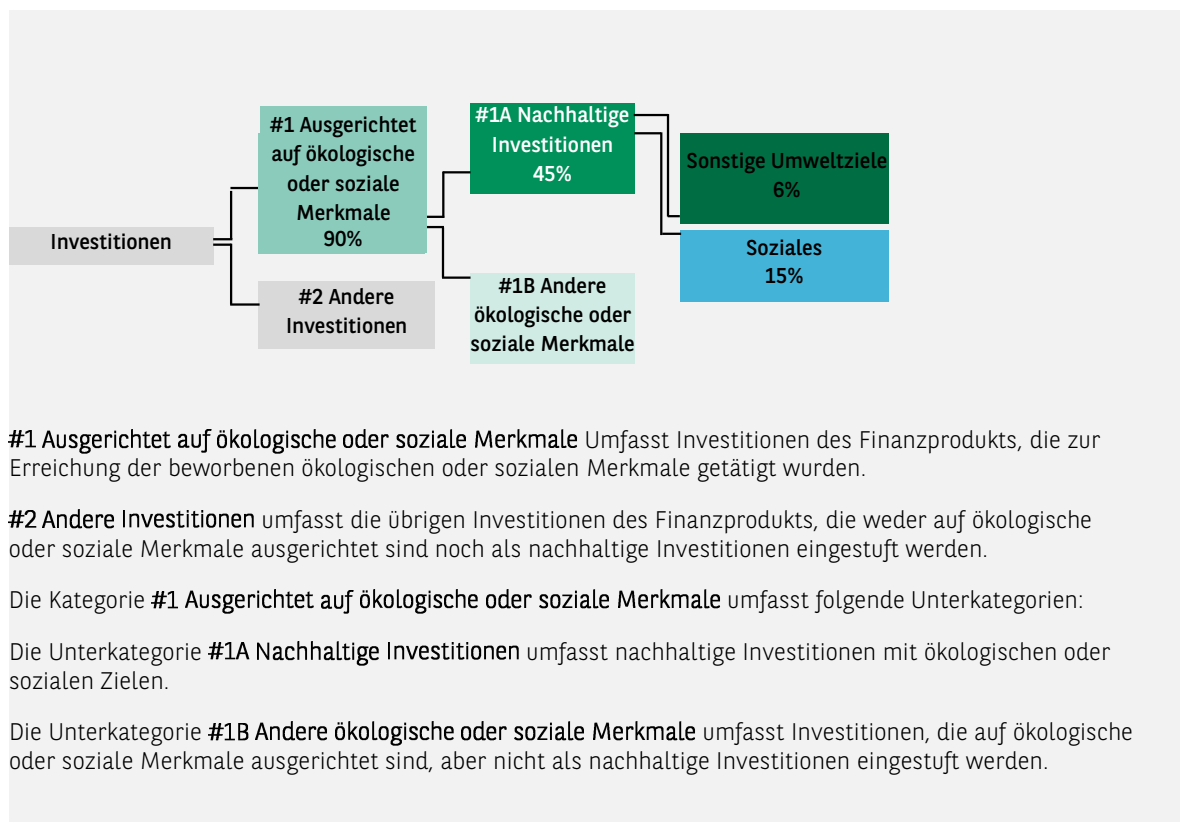 Investitionen
#1 Ausgerichtet
auf ökologische
oder soziale
Merkmale
90%
#2 Andere
Investitionen
#1A Nachhaltige
Investitionen
45%
#1B Andere
ökologische oder
soziale Merkmale
Sonstige Umweltziele
6%
Soziales
15%
#1 Ausgerichtet auf ökologische oder soziale Merkmale Umfasst Investitionen des Finanzprodukts, die zur
Erreichung der beworbenen ökologischen oder sozialen Merkmale getätigt wurden.
#2 Andere Investitionen umfasst die übrigen Investitionen des Finanzprodukts, die weder auf ökologische
oder soziale Merkmale ausgerichtet sind noch als nachhaltige Investitionen eingestuft werden.
Die Kategorie #1 Ausgerichtet auf ökologische oder soziale Merkmale umfasst folgende Unterkategorien:
Die Unterkategorie #1A Nachhaltige Investitionen umfasst nachhaltige Investitionen mit ökologischen oder
sozialen Zielen.
Die Unterkategorie #1B Andere ökologische oder soziale Merkmale umfasst Investitionen, die auf ökologische
oder soziale Merkmale ausgerichtet sind, aber nicht als nachhaltige Investitionen eingestuft werden.